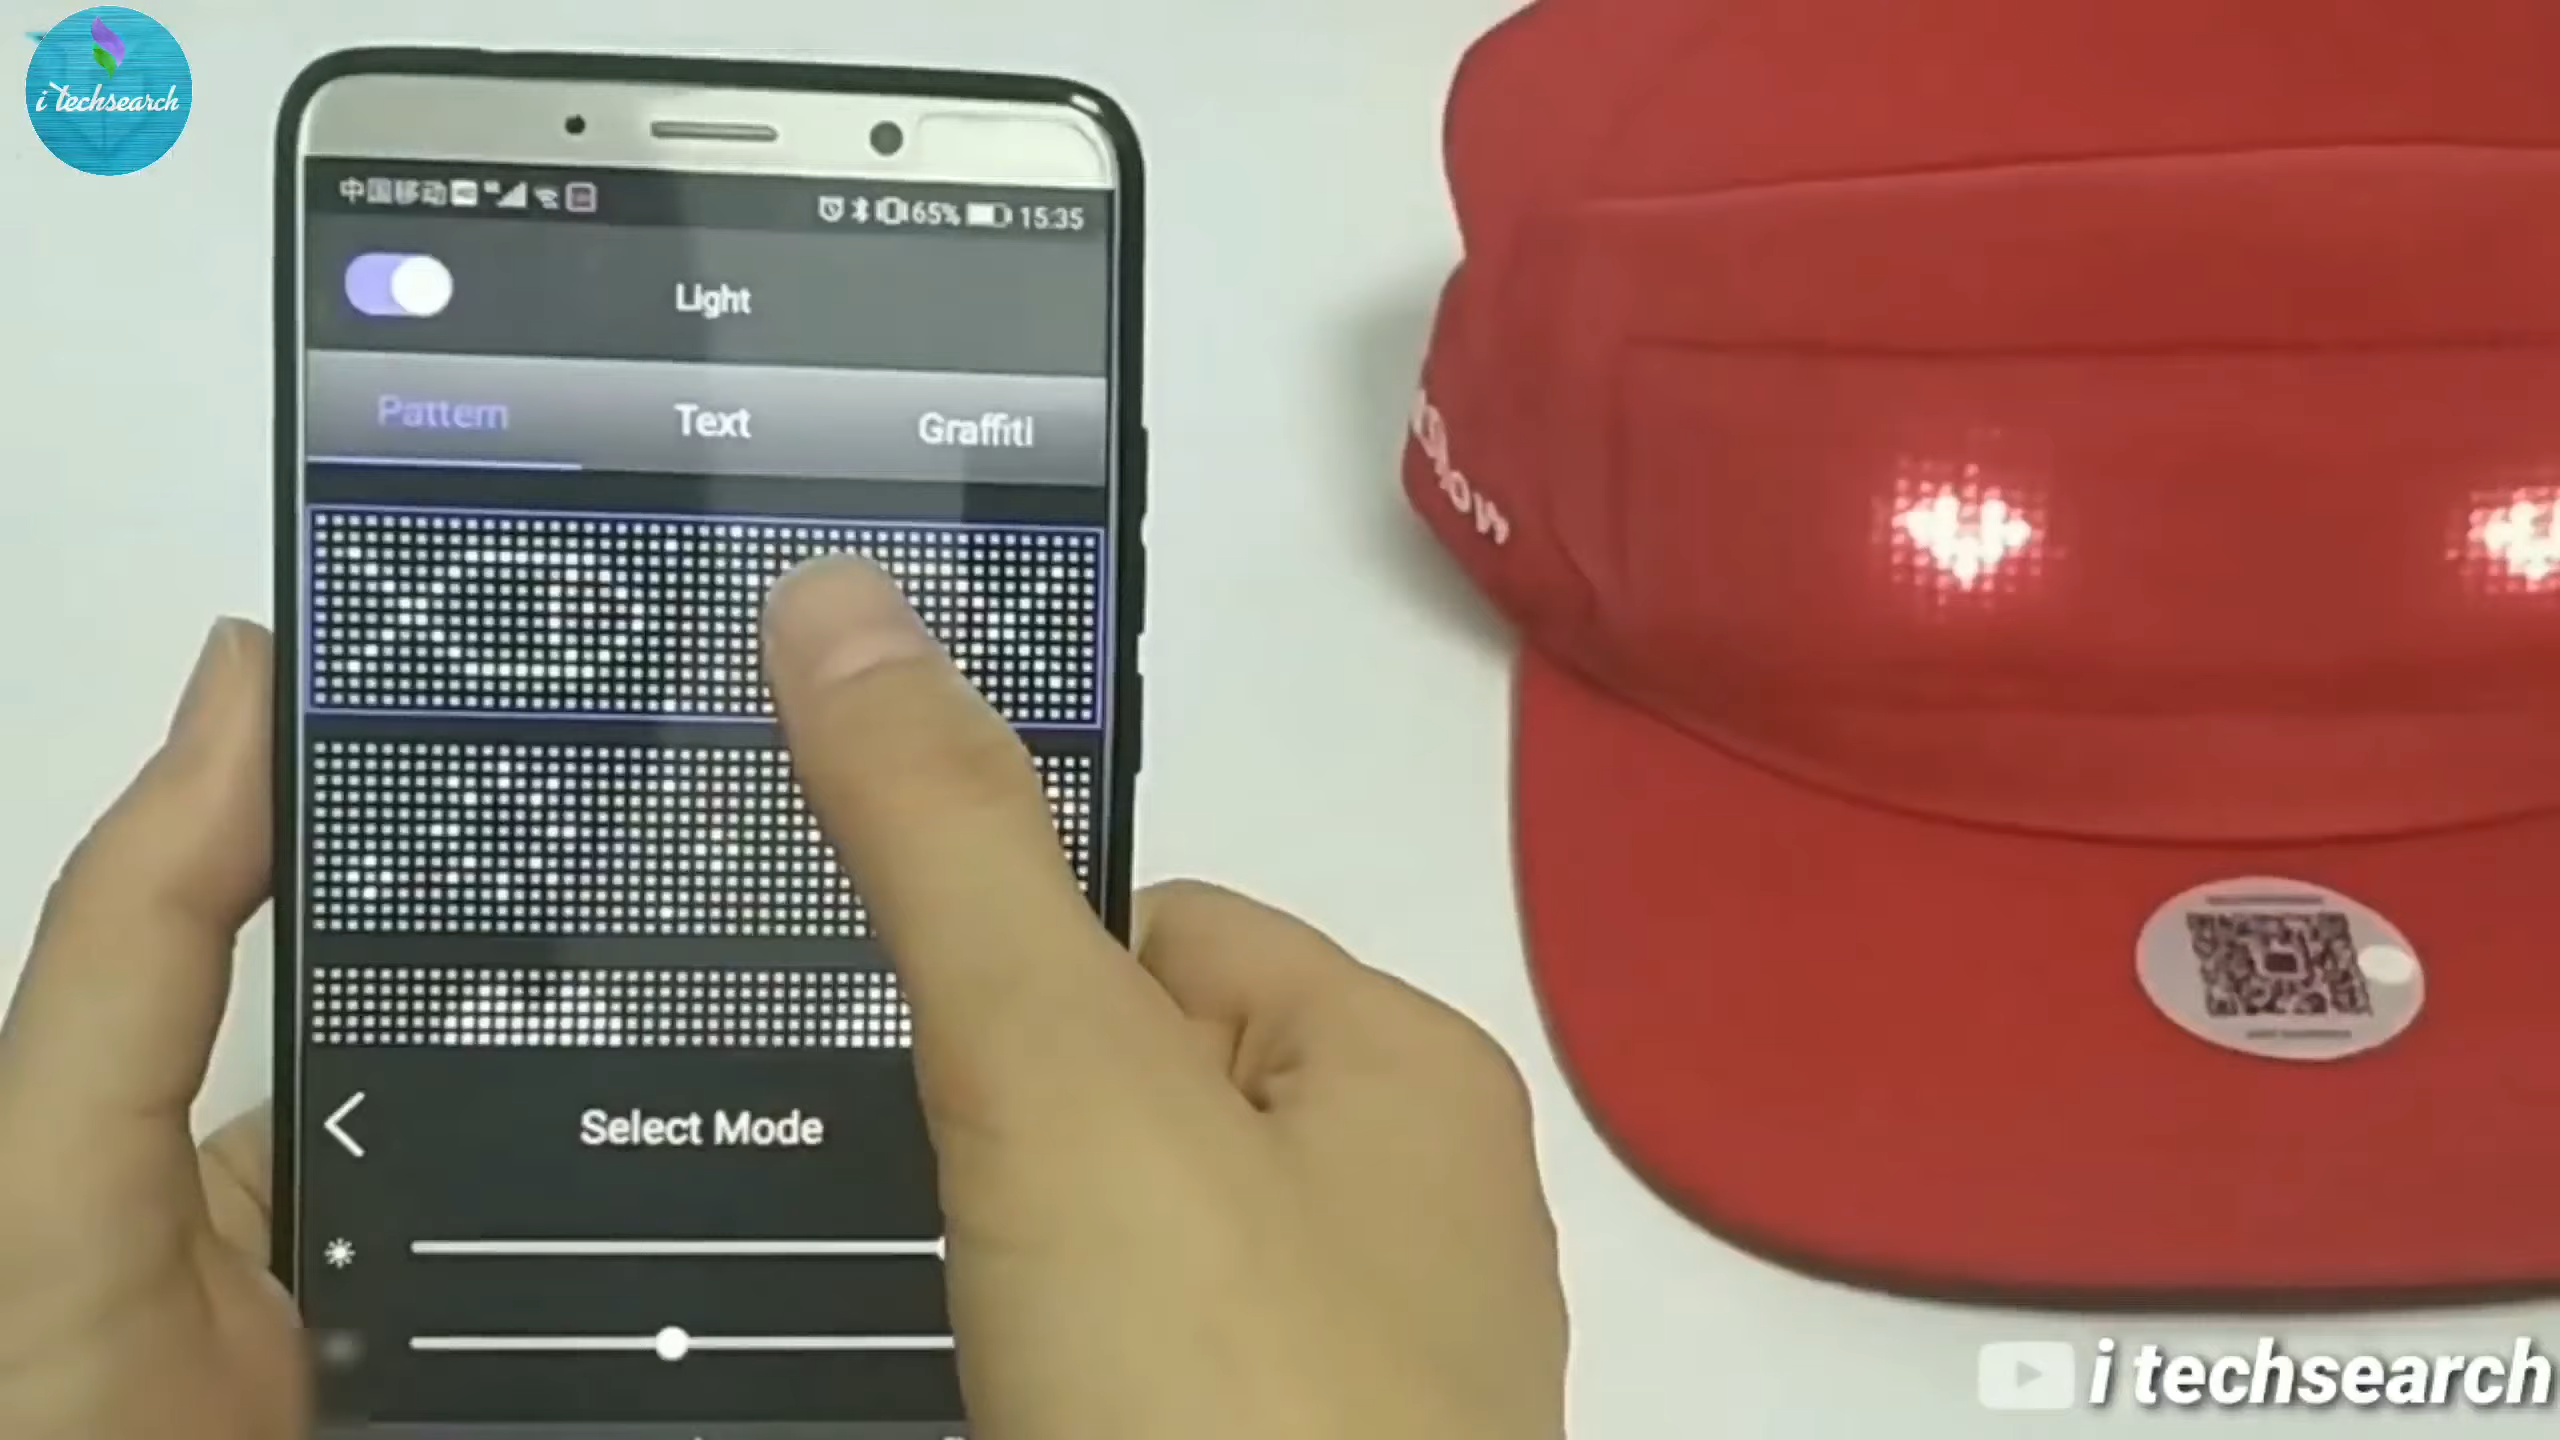 i Techsearch
中国移动
65% 15:35
Light
Pattern Text Graffiti
Select Mode
i techsearch